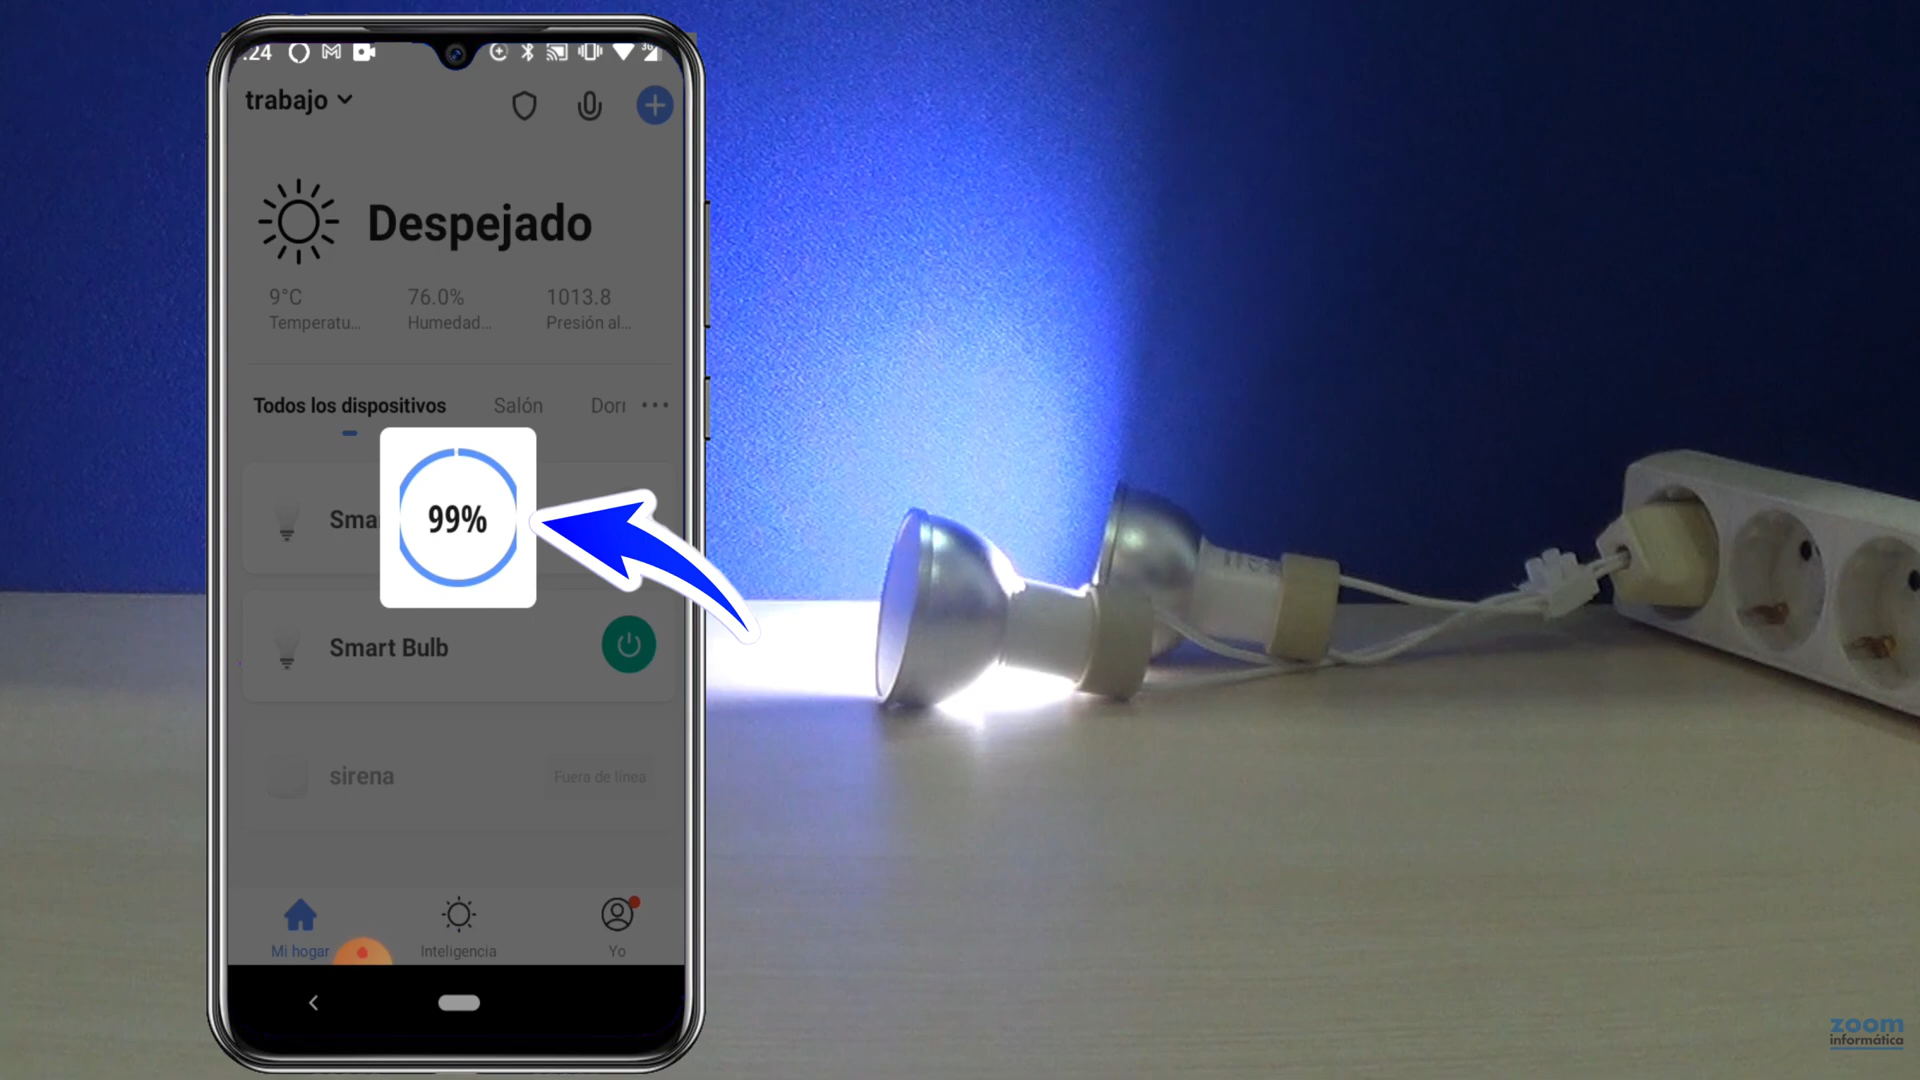 :24
trabajo
Despejado
9°C
76.0%
1013.8
Temperatu...
Humedad...
Presión al...
Todos los dispositivos
Salón
Dorr
Sma
99%
Smart Bulb
sirena
Fuera de línea
Mi hogar
Inteligencia
Yo
zoom
informática